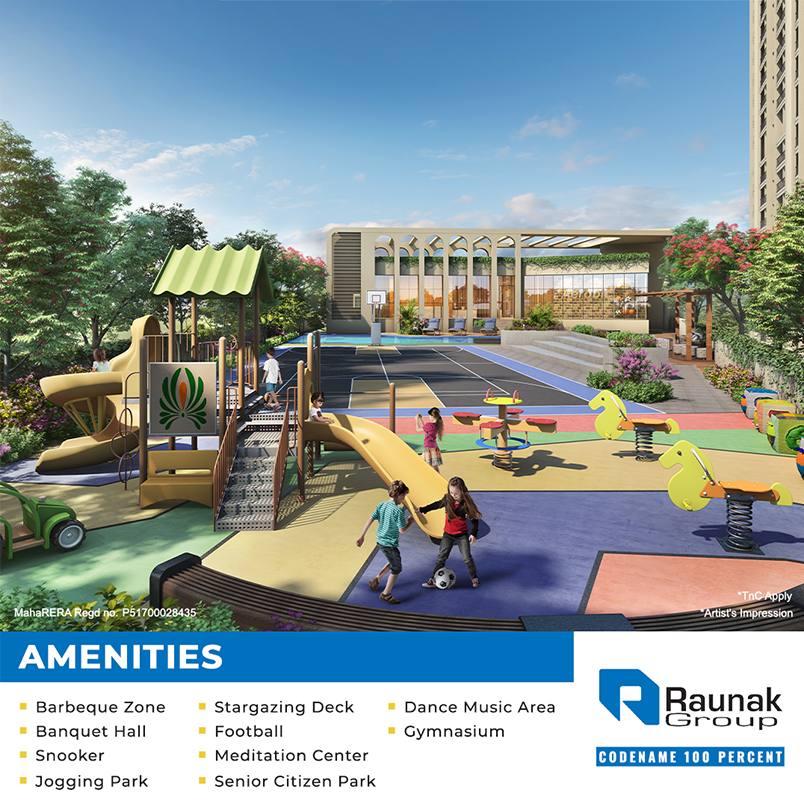 MahaRERA Regd no. P51700028435
*TnC Apply
*Artist's Impression
AMENITIES
Barbeque Zone
Banquet Hall
Snooker
Jogging Park
Stargazing Deck
Football
Meditation Center
Senior Citizen Park
Dance Music Area
Gymnasium
Raunak
Group
CODENAME 100 PERCENT